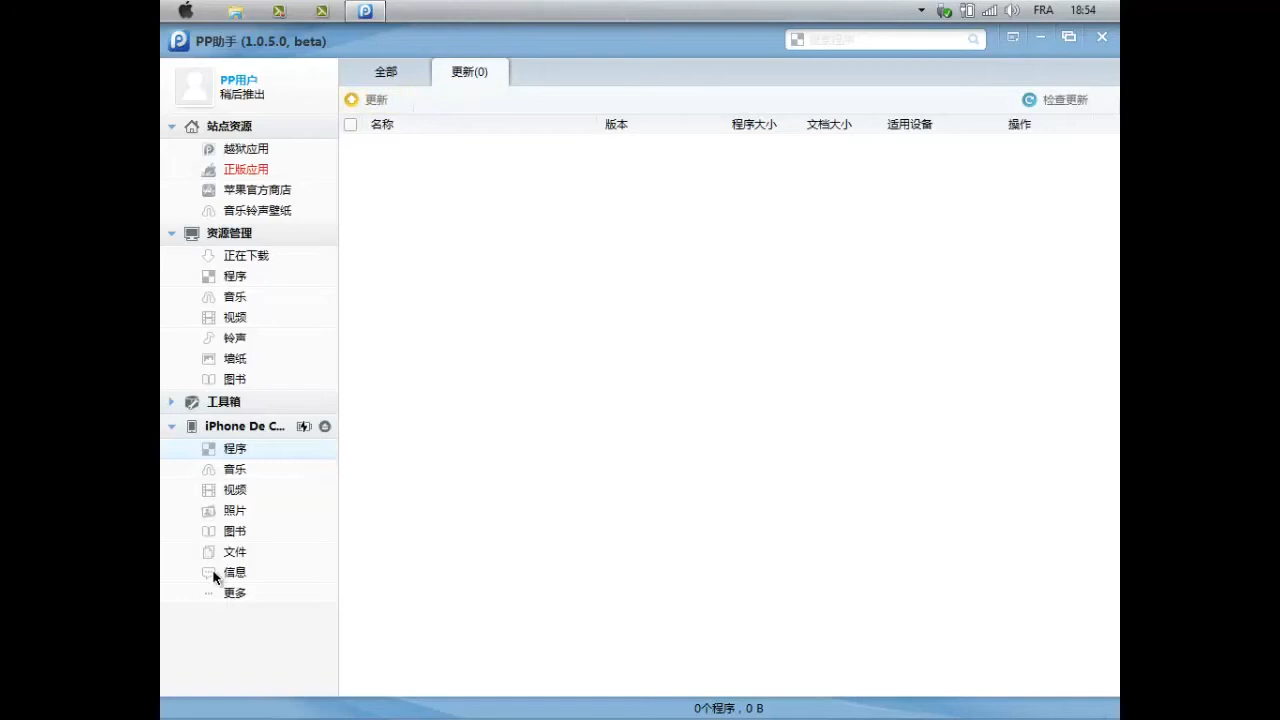 FRA
18:54
PP助手 (1.0.5.0, beta)
PP用户
稍后推出
站点资源
越狱应用
正版应用
苹果官方商店
音乐铃声壁纸
资源管理
正在下载
程序
音乐
视频
铃声
墙纸
图书
工具箱
iPhone De C...
程序
音乐
视频
照片
图书
文件
信息
更多
全部
更新(0)
更新
检查更新
名称
版本
程序大小
文档大小
适用设备
操作
0个程序，0 B